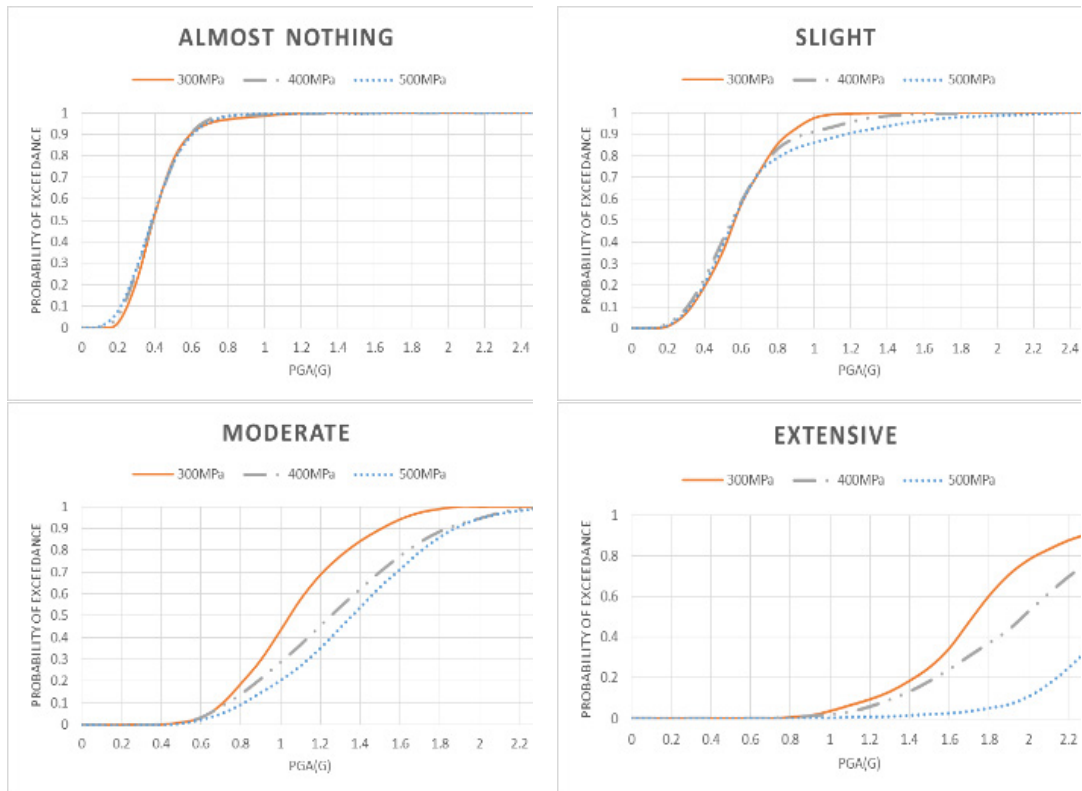 ALMOST NOTHING
300MPa 400MPa 500MPa
PROBABILITY OF EXCEEDANCE
1
0.9
0.8
0.7
0.6
0.5
0.4
0.3
0.2
0.1
0
0 0.2 0.4 0.6 0.8 1 1.2 1.4 1.6 1.8 2 2.2 2.4
PGA(G)
SLIGHT
300MPa 400MPa 500MPa
PROBABILITY OF EXCEEDANCE
1
0.9
0.8
0.7
0.6
0.5
0.4
0.3
0.2
0.1
0
0 0.2 0.4 0.6 0.8 1 1.2 1.4 1.6 1.8 2 2.2 2.4
PGA(G)
MODERATE
300MPa 400MPa 500MPa
PROBABILITY OF EXCEEDANCE
1
0.9
0.8
0.7
0.6
0.5
0.4
0.3
0.2
0.1
0
0 0.2 0.4 0.6 0.8 1 1.2 1.4 1.6 1.8 2 2.2
PGA(G)
EXTENSIVE
300MPa 400MPa 500MPa
PROBABILITY OF EXCEEDANCE
1
0.8
0.6
0.4
0.2
0
0 0.2 0.4 0.6 0.8 1 1.2 1.4 1.6 1.8 2 2.2
PGA(G)